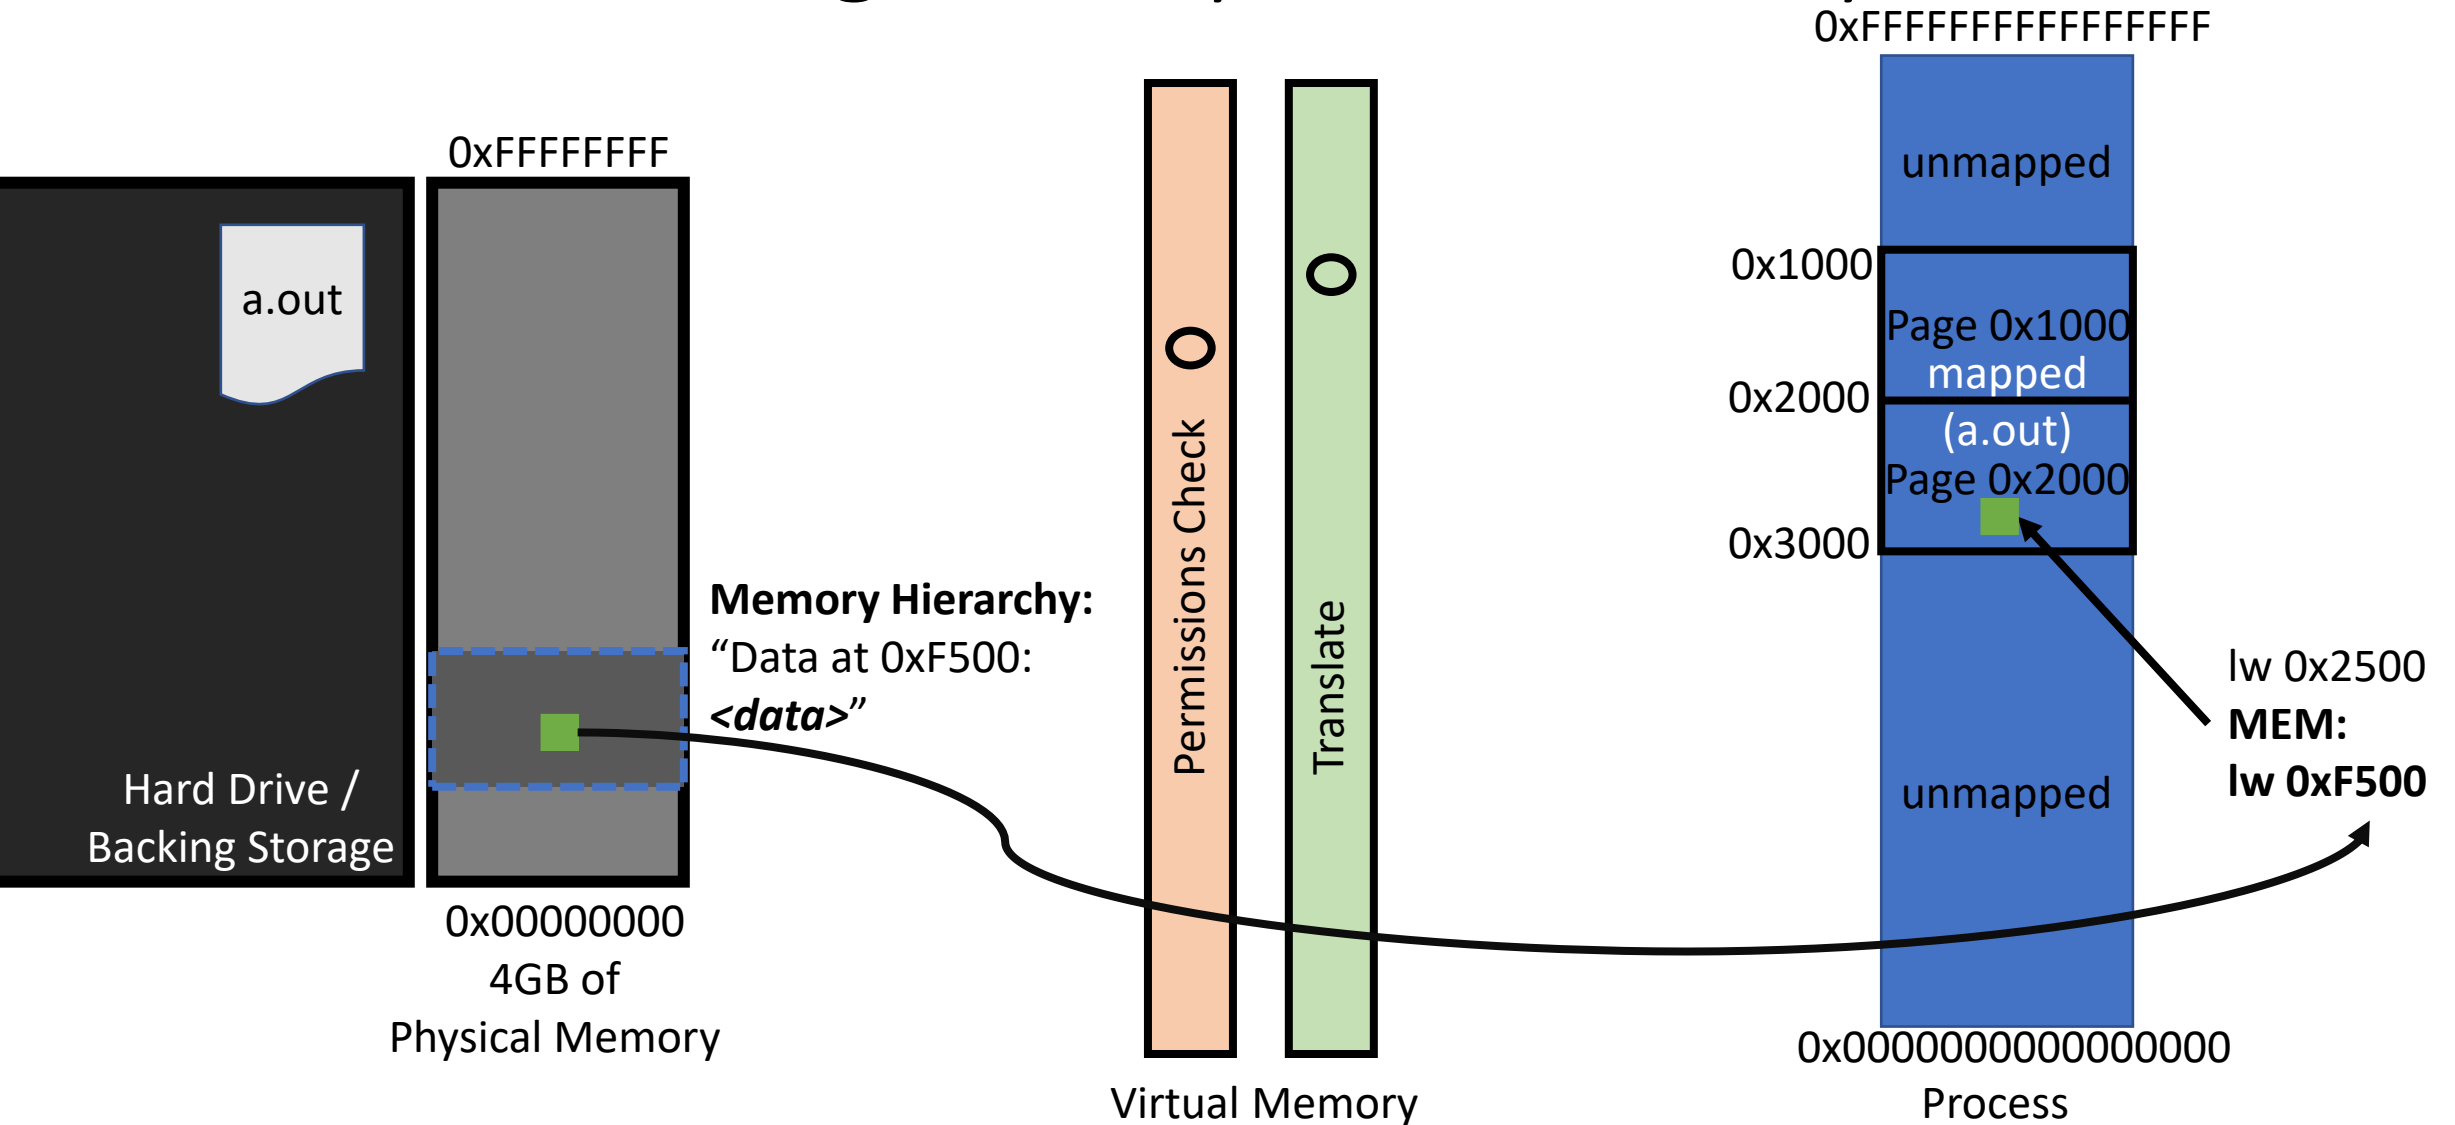 0xFFFFFFFFFFFFFFFF
0xFFFFFFFF
a.out
Hard Drive /
Backing Storage
0x00000000
4GB of
Physical Memory
Memory Hierarchy:
“Data at 0xF500:
<data>”
Permissions Check
Translate
Virtual Memory
unmapped
0x1000
Page 0x1000
mapped
0x2000
(a.out)
Page 0x2000
0x3000
unmapped
lw 0x2500
MEM:
lw 0xF500
0x0000000000000000
Process